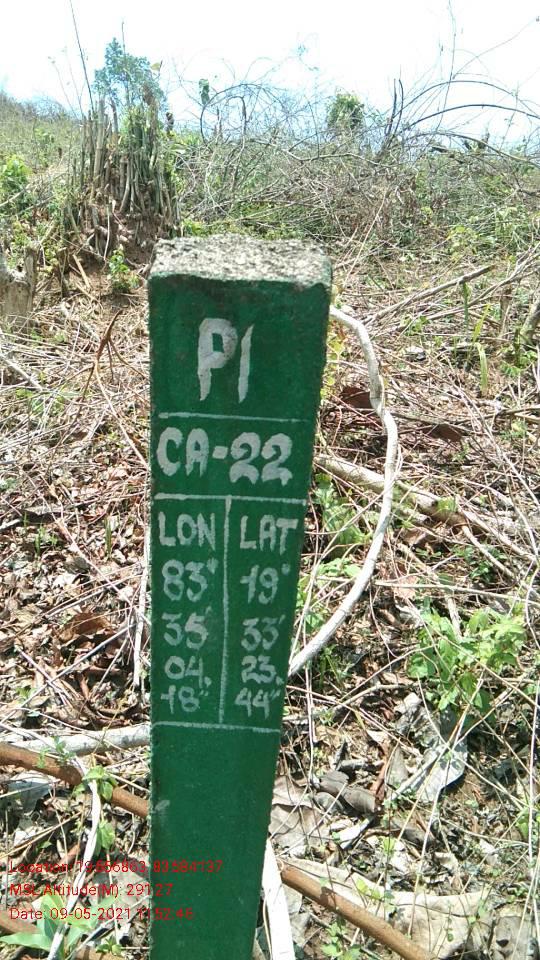 P1
CA-22
LON LAT
83° 19°
35' 33'
04. 23.
18" 44"
Location: 19.556863 83.584137
MSL Altitude(M): 291.27
Date: 09-05-2021 11:52:46